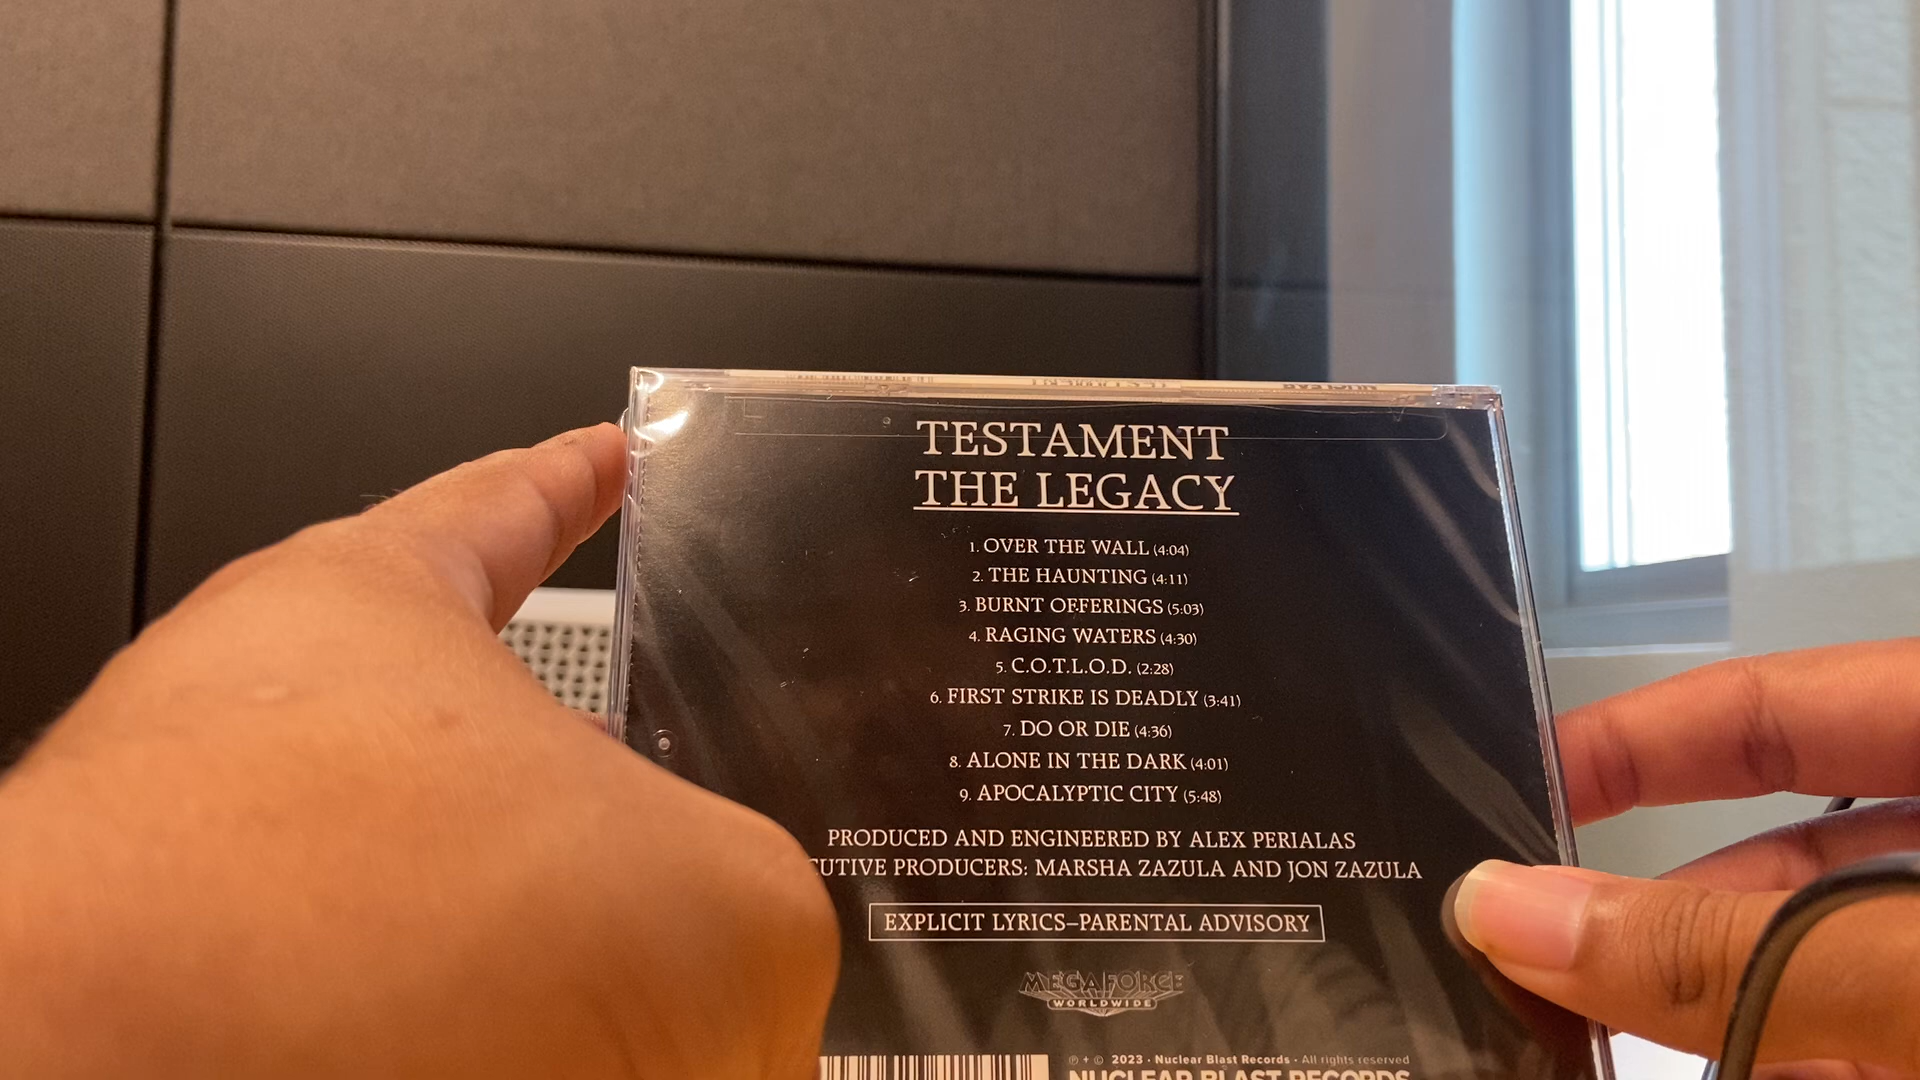 TESTAMENT
THE LEGACY
1. OVER THE WALL (4:04)
2. THE HAUNTING (4:11)
3. BURNT OFFERINGS (5:03)
4. RAGING WATERS (4:30)
5. C.O.T.L.O.D. (2:28)
6. FIRST STRIKE IS DEADLY (3:41)
7. DO OR DIE (4:36)
8. ALONE IN THE DARK (4:01)
9. APOCALYPTIC CITY (5:48)
PRODUCED AND ENGINEERED BY ALEX PERIALAS
CUTIVE PRODUCERS: MARSHA ZAZULA AND JON ZAZULA
EXPLICIT LYRICS–PARENTAL ADVISORY
MEGAFORCE
WORLDWIDE
℗ + © 2023 · Nuclear Blast Records · All rights reserved
NUCLEAR BLAST RECORDS